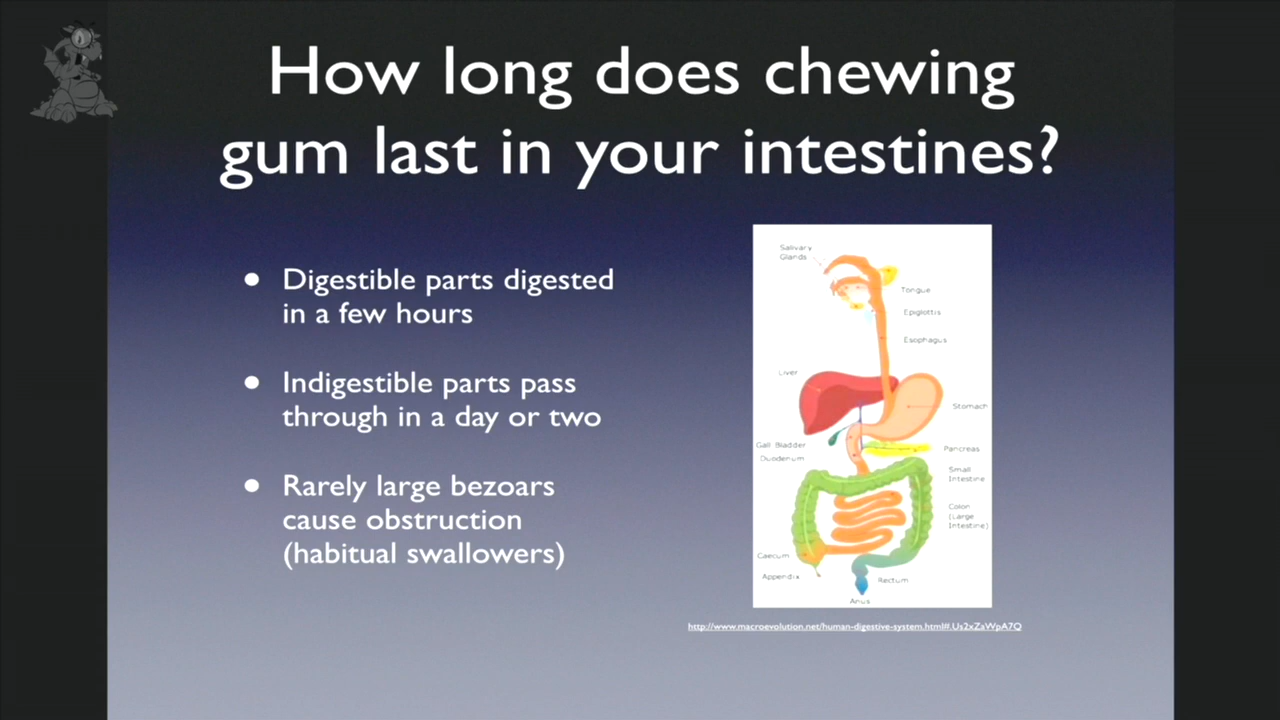 How long does chewing
gum last in your intestines?
• Digestible parts digested
in a few hours
• Indigestible parts pass
through in a day or two
• Rarely large bezoars
cause obstruction
(habitual swallowers)
Salivary
Glands
Tongue
Epiglottis
Esophagus
Liver
Stomach
Gall Bladder
Duodenum
Pancreas
Small
Intestine
Colon
(Large
Intestine)
Caecum
Appendix
Rectum
Anus
http://www.macroevolution.net/human-digestive-system.html#.Us2xZaWpA7Q